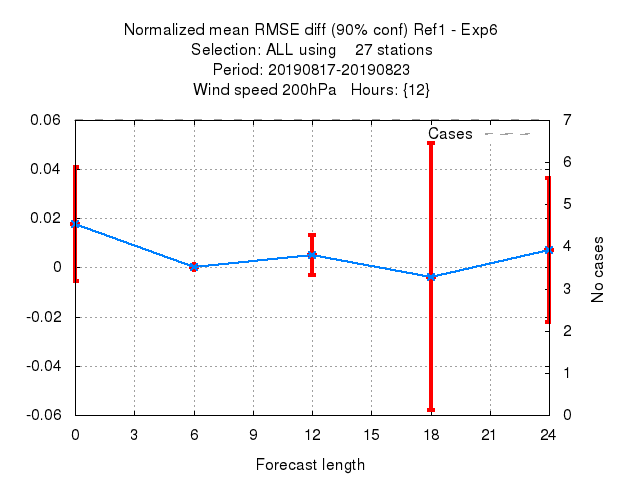 Normalized mean RMSE diff (90% conf) Ref1 - Exp6
Selection: ALL using    27 stations
Period: 20190817-20190823
Wind speed 200hPa   Hours: {12}
Cases
0.06
0.04
0.02
0
-0.02
-0.04
-0.06
7
6
5
4
3
2
1
0
No cases
0 3 6 9 12 15 18 21 24
Forecast length